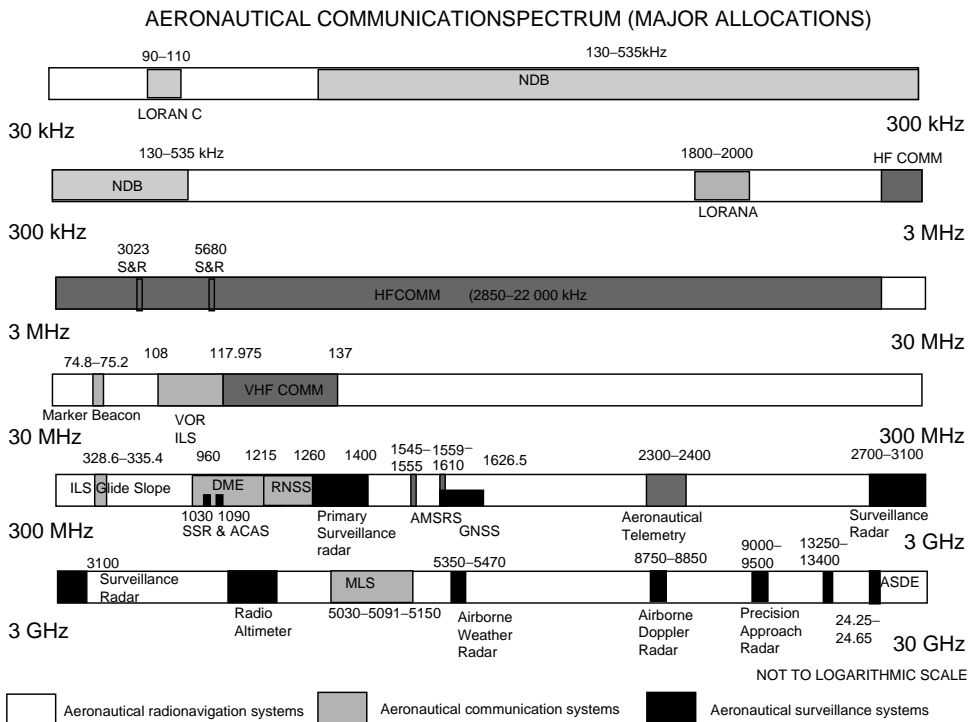 AERONAUTICAL COMMUNICATIONSPECTRUM (MAJOR ALLOCATIONS)
90–110
130–535kHz
NDB
LORAN C
30 kHz
300 kHz
130–535 kHz
1800–2000
HF COMM
NDB
LORANA
300 kHz
3 MHz
3023
S&R
5680
S&R
HFCOMM (2850–22 000 kHz
3 MHz
30 MHz
74.8–75.2
108
117.975
137
VHF COMM
Marker Beacon
VOR
ILS
30 MHz
300 MHz
328.6–335.4
960
1215
1260
1400
1545–
1555
1559–
1610
1626.5
2300–2400
2700–3100
ILS Glide Slope
DME
RNSS
1030 1090
SSR & ACAS
Primary
Surveillance
radar
AMSRS
GNSS
Aeronautical
Telemetry
Surveillance
Radar
300 MHz
3 GHz
3100
Surveillance
Radar
MLS
5350–5470
8750–8850
9000–
9500
13250–
13400
ASDE
Radio
Altimeter
5030–5091–5150
Airborne
Weather
Radar
Airborne
Doppler
Radar
Precision
Approach
Radar
24.25–
24.65
3 GHz
30 GHz
NOT TO LOGARITHMIC SCALE
Aeronautical radionavigation systems
Aeronautical communication systems
Aeronautical surveillance systems